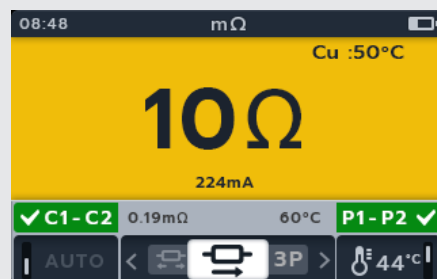 08:48 mΩ
Cu :50°C
10Ω
224mA
C1-C2 0.19mΩ 60°C P1-P2
AUTO < 3P > 44°C